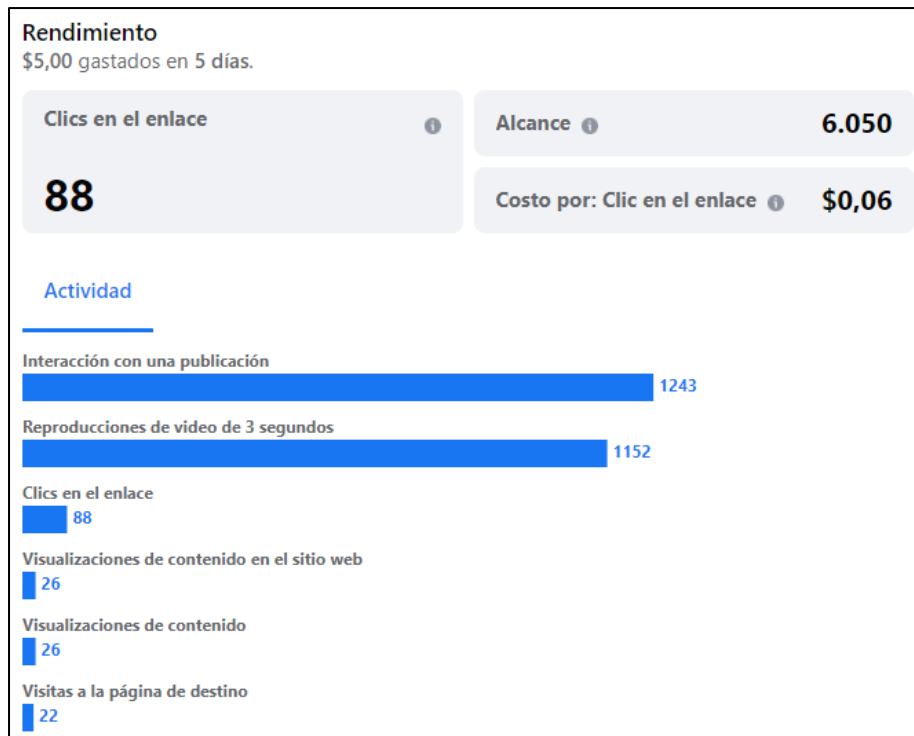 Rendimiento
$5,00 gastados en 5 días.
Clics en el enlace
88
Alcance
6.050
Costo por: Clic en el enlace
$0,06
Actividad
Interacción con una publicación
1243
Reproducciones de video de 3 segundos
1152
Clics en el enlace
88
Visualizaciones de contenido en el sitio web
26
Visualizaciones de contenido
26
Visitas a la página de destino
22